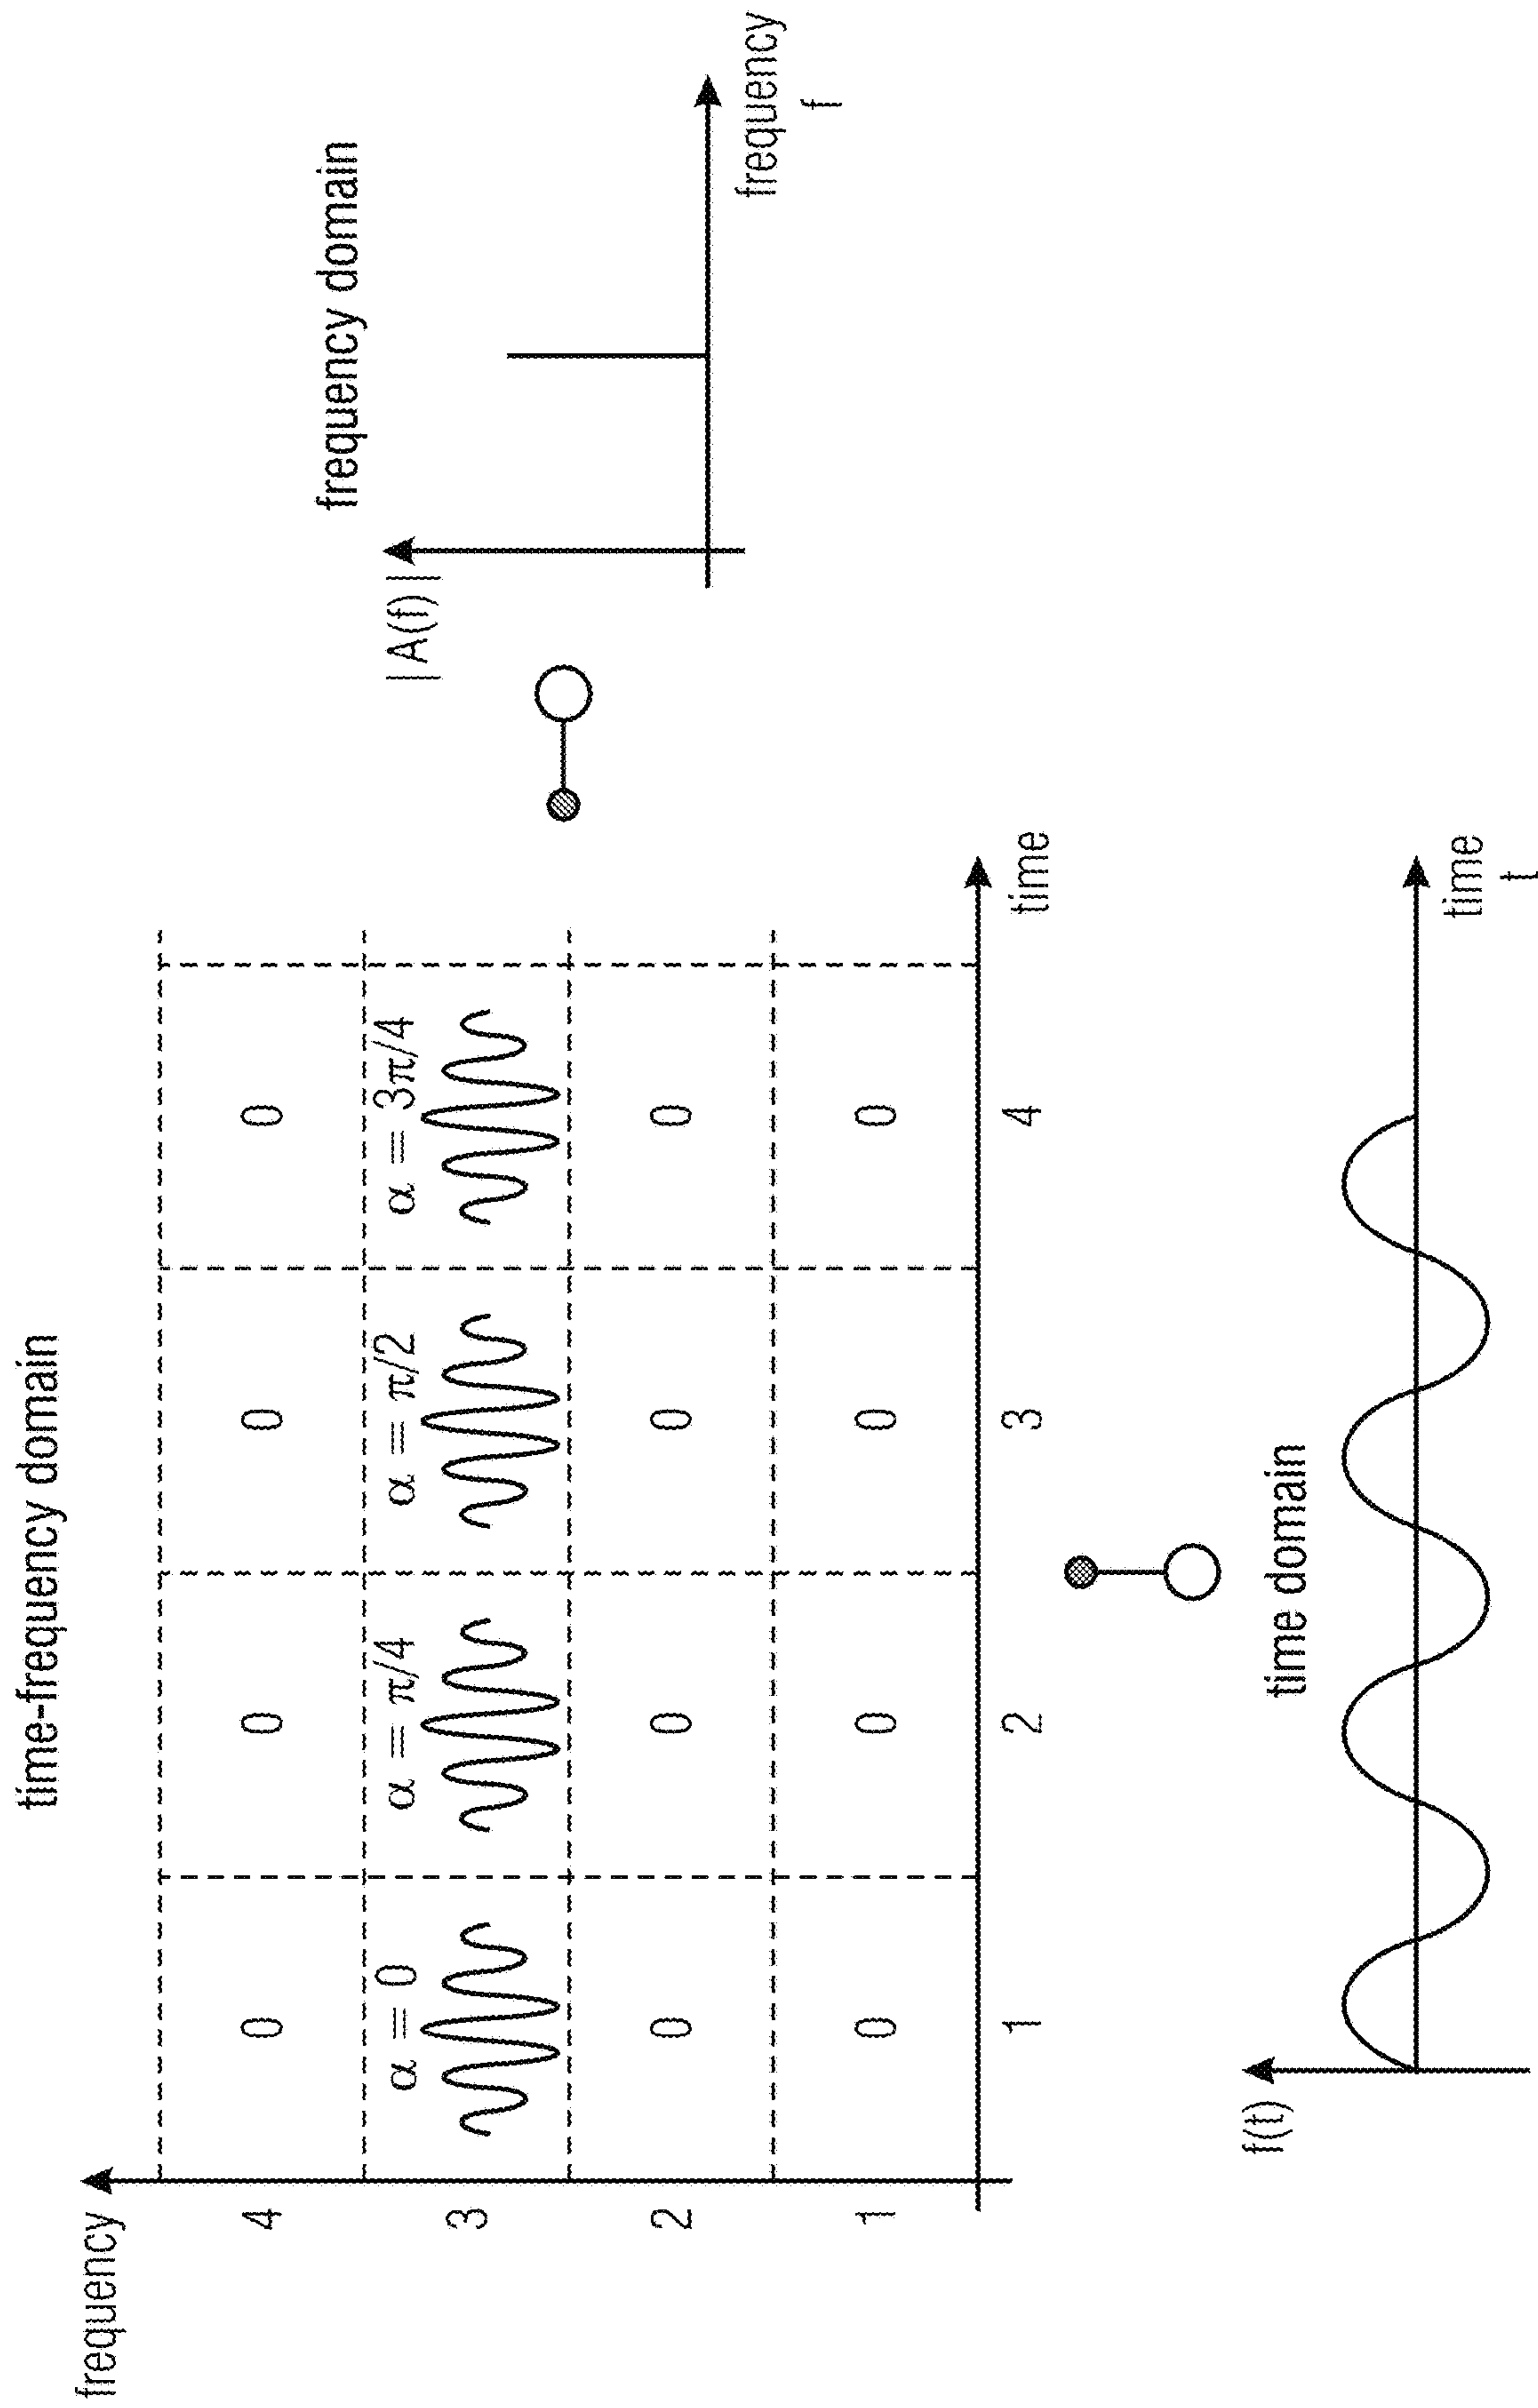 time-frequency domain
frequency
4
0
0
0
0
3
α = 0
α = π/4
α = π/2
α = 3π/4
2
0
0
0
0
1
0
0
0
0
1
2
3
4
time
frequency domain
| A(f) |
frequency
f
time domain
f(t)
time
t